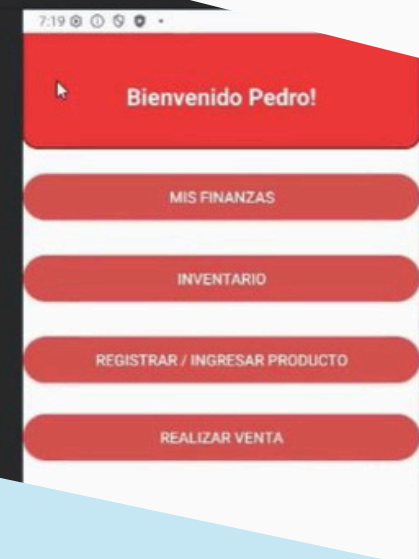 7:19
Bienvenido Pedro!
MIS FINANZAS
INVENTARIO
REGISTRAR / INGRESAR PRODUCTO
REALIZAR VENTA